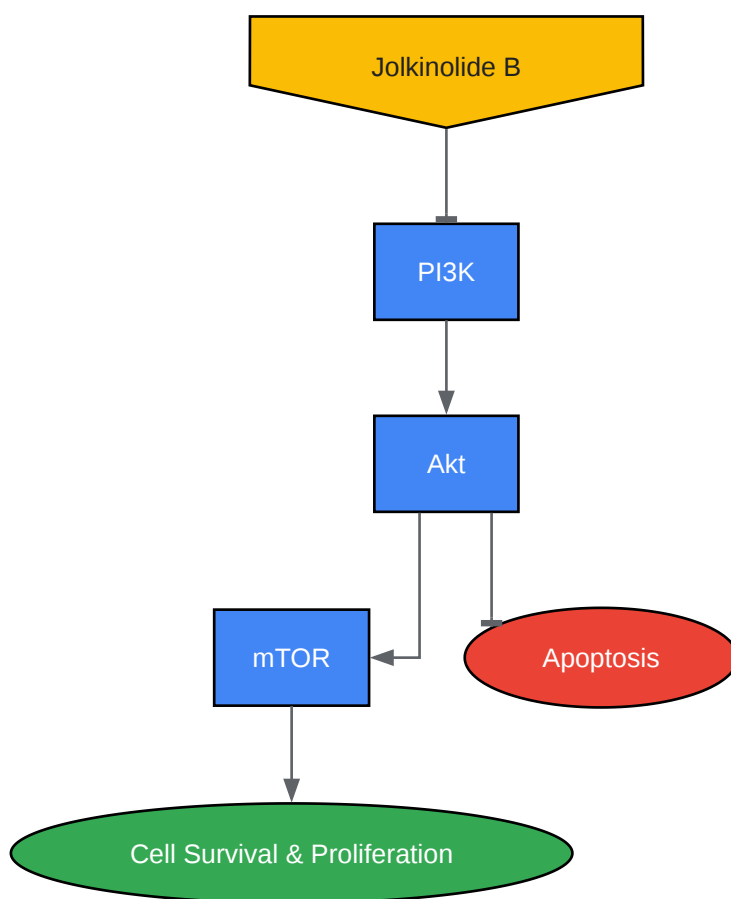 Jolkinolide B
PI3K
Akt
mTOR
Apoptosis
Cell Survival & Proliferation